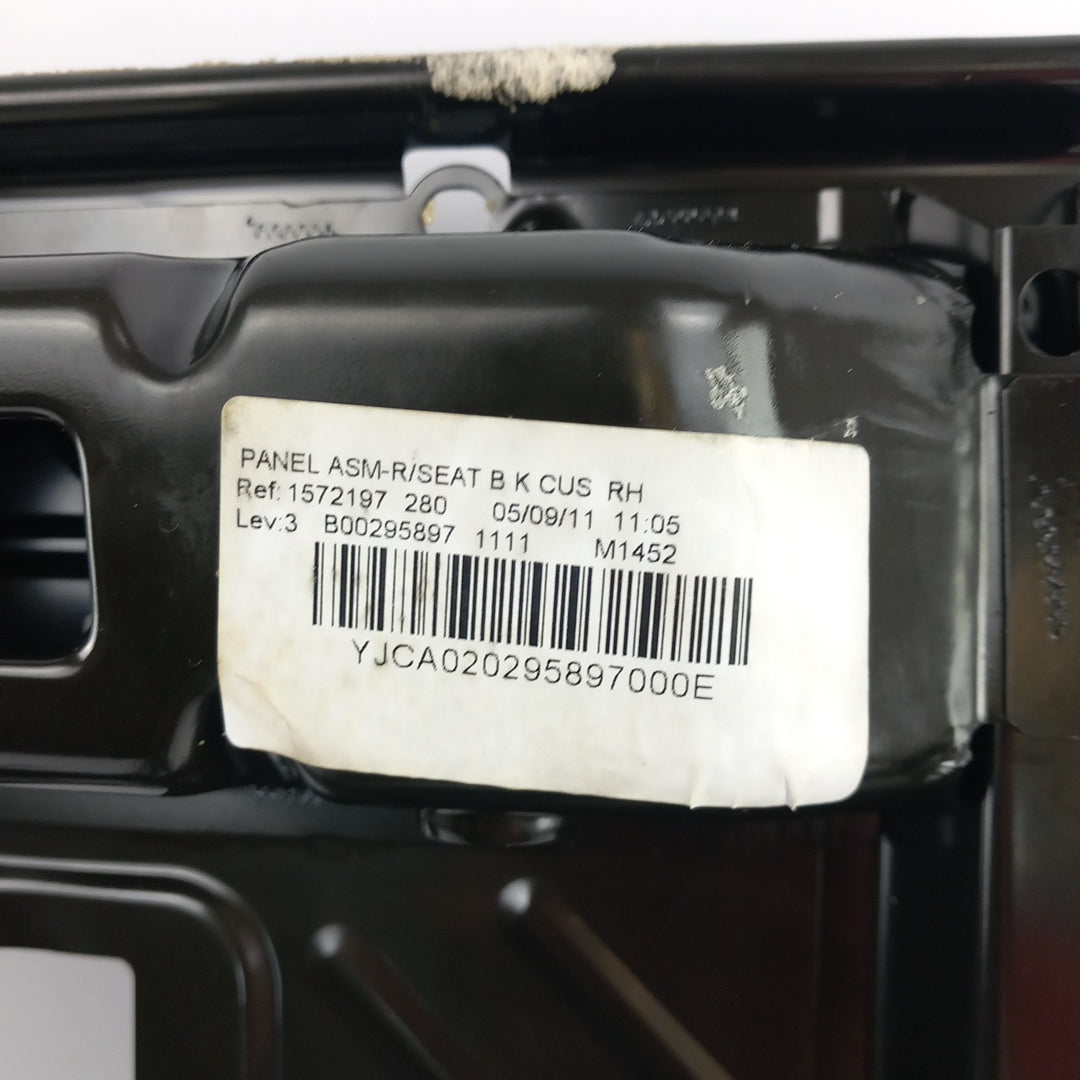 PANEL ASM-R/SEAT B K CUS RH
Ref: 1572197 280 05/09/11 11:05
Lev:3 B00295897 1111 M1452
YJCA020295897000E